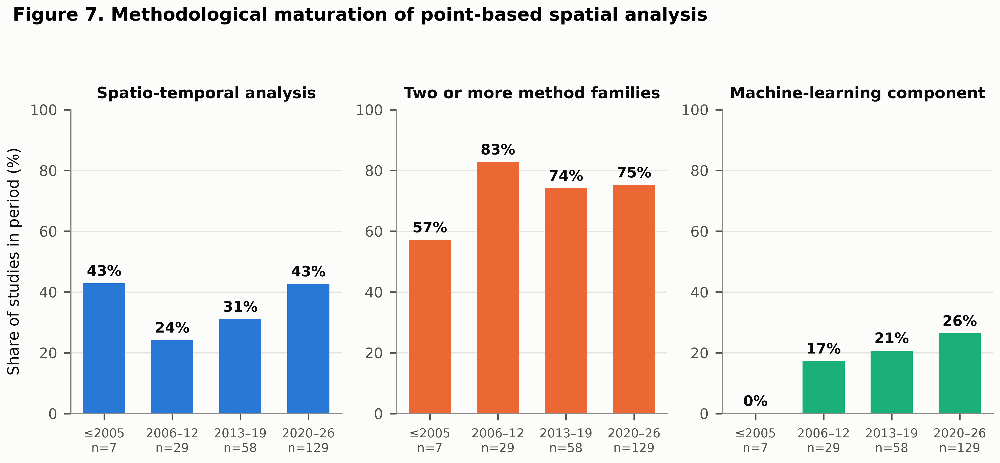 Figure 7. Methodological maturation of point-based spatial analysis
Spatio-temporal analysis
Share of studies in period (%)
100
80
60
40
20
0
43%
24%
31%
43%
≤2005
n=7
2006–12
n=29
2013–19
n=58
2020–26
n=129
Two or more method families
100
80
60
40
20
0
57%
83%
74%
75%
≤2005
n=7
2006–12
n=29
2013–19
n=58
2020–26
n=129
Machine-learning component
100
80
60
40
20
0
0%
17%
21%
26%
≤2005
n=7
2006–12
n=29
2013–19
n=58
2020–26
n=129